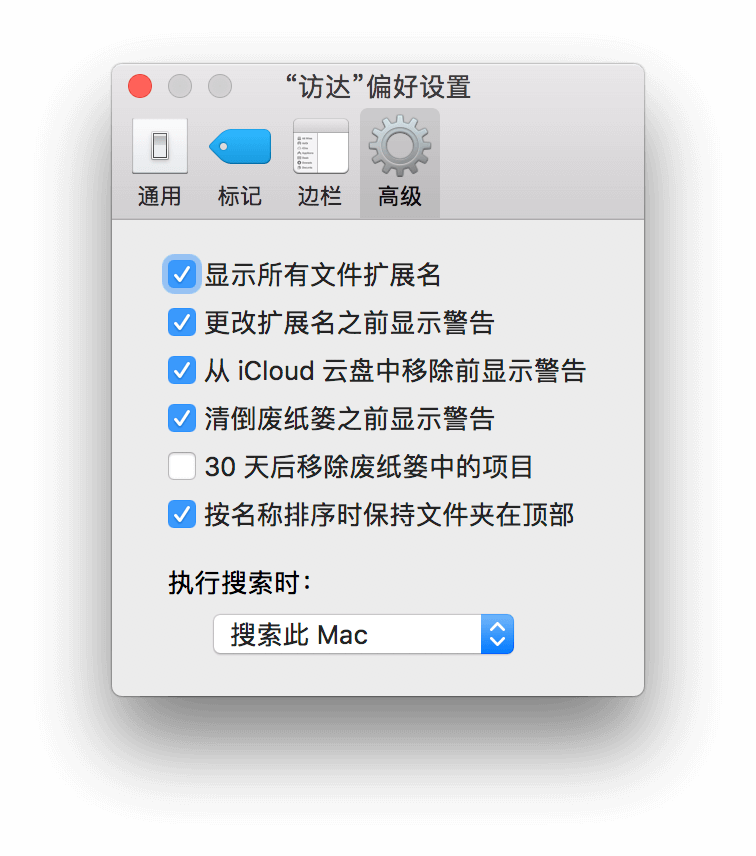 “访达”偏好设置
通用
标记
边栏
高级
显示所有文件扩展名
更改扩展名之前显示警告
从 iCloud 云盘中移除前显示警告
清倒废纸篓之前显示警告
30 天后移除废纸篓中的项目
按名称排序时保持文件夹在顶部
执行搜索时：
搜索此 Mac